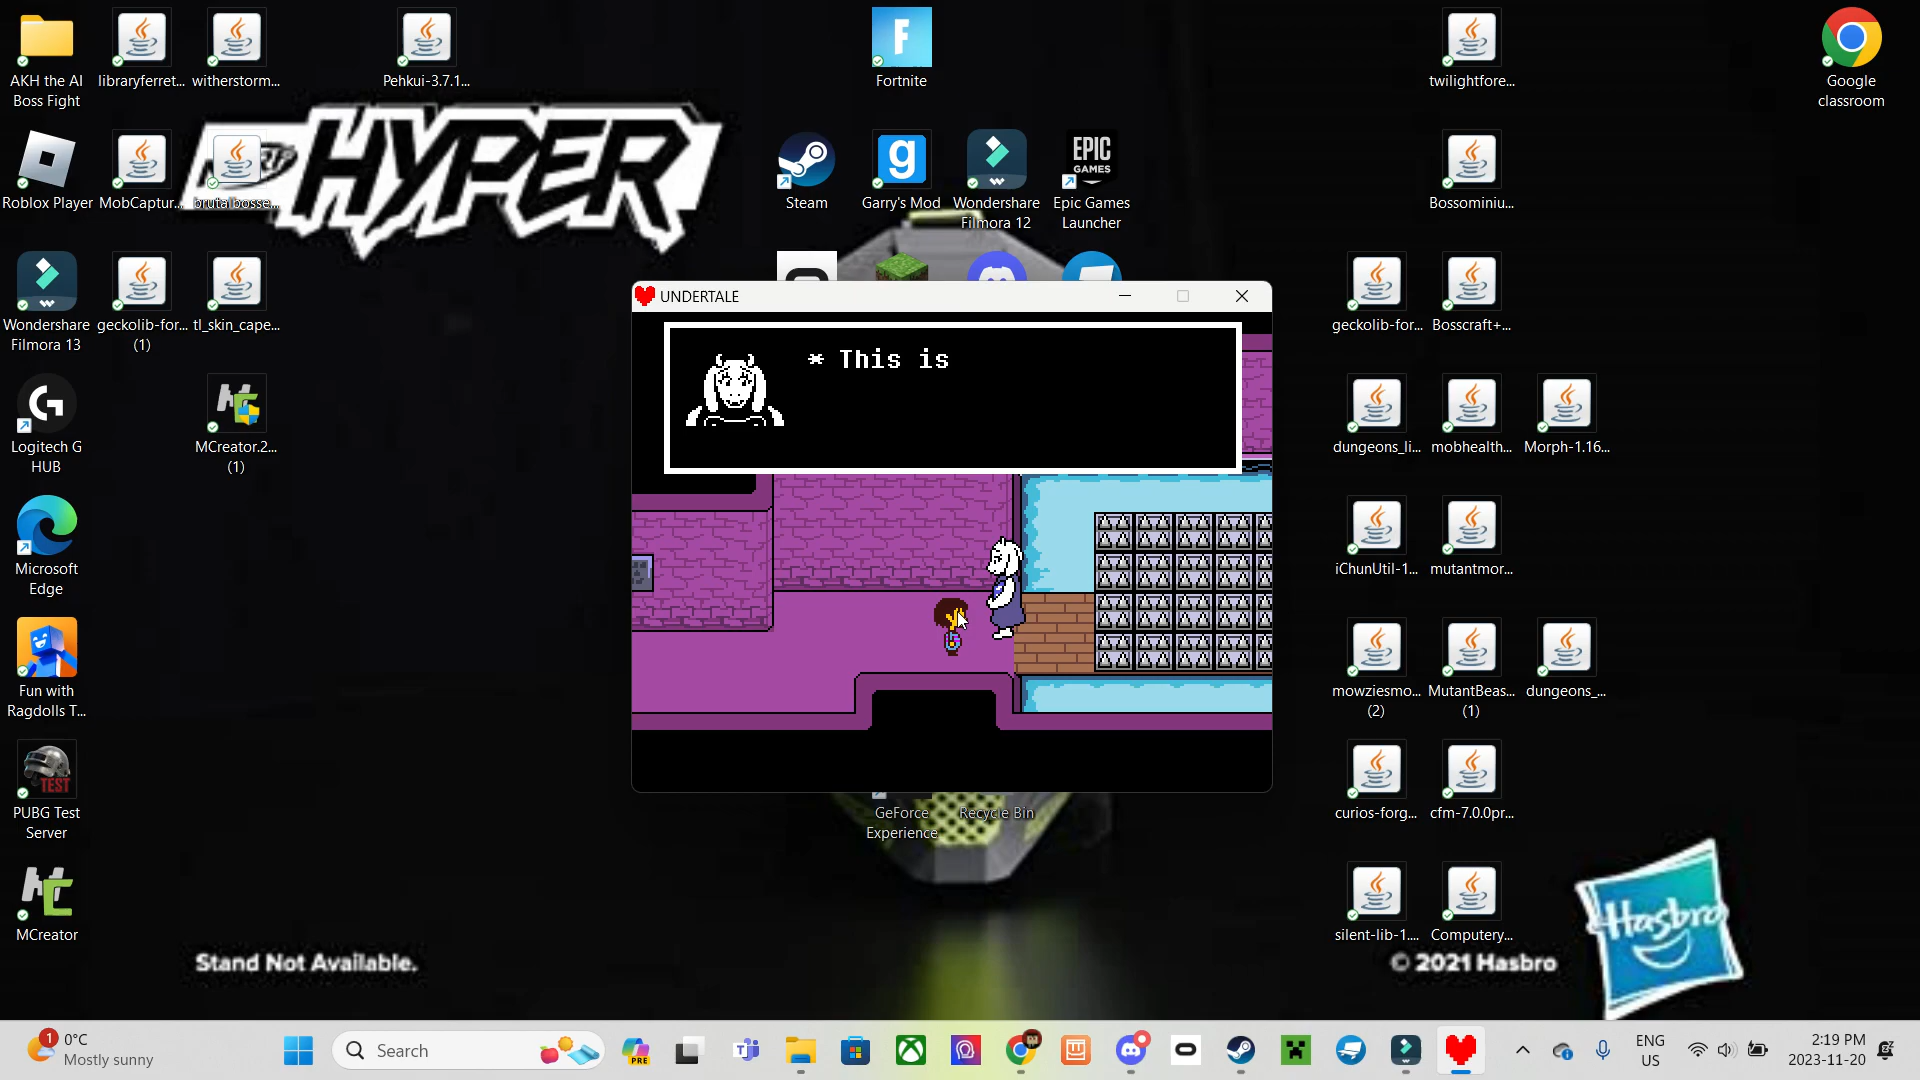 AKH the AI
Boss Fight
libraryferret...
witherstorm...
Pehkui-3.7.1...
Fortnite
twilightfore...
Google
classroom
HYPER
EPIC
GAMES
Roblox Player
MobCaptur...
brutalbosse...
Steam
Garry's Mod
Wondershare
Filmora 12
Epic Games
Launcher
Bossominiu...
Wondershare
Filmora 13
geckolib-for...
(1)
tl_skin_cape...
UNDERTALE
geckolib-for...
Bosscraft+...
* This is
Logitech G
HUB
MCreator.2...
(1)
dungeons_li...
mobhealth...
Morph-1.16...
Microsoft
Edge
iChunUtil-1...
mutantmor...
Fun with
Ragdolls T...
mowziesmo...
(2)
MutantBeas...
(1)
dungeons_...
TEST
PUBG Test
Server
GeForce
Experience
Recycle Bin
curios-forg...
cfm-7.0.0pr...
MCreator
silent-lib-1....
Computery...
Hasbro
Stand Not Available.
© 2021 Hasbro
1
0°C
Mostly sunny
Search
PRE
ENG
US
2:19 PM
2023-11-20